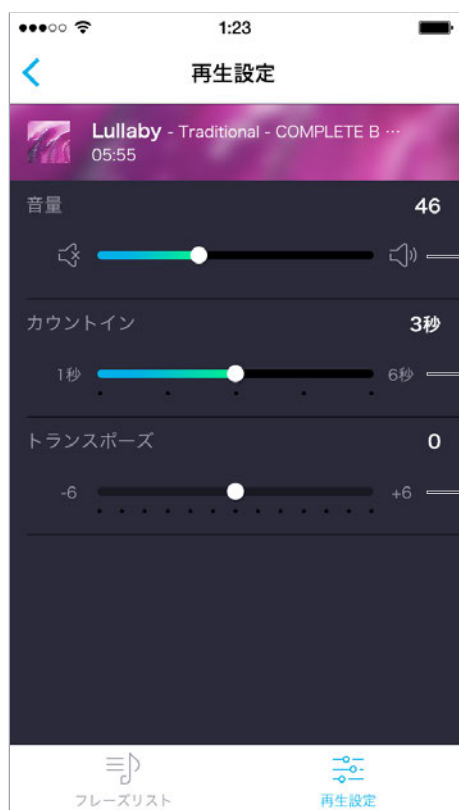 1:23
再生設定
Lullaby - Traditional - COMPLETE B ···
05:55
音量 46
カウントイン 3秒
1秒 6秒
トランスポーズ 0
-6 +6
フレーズリスト 再生設定